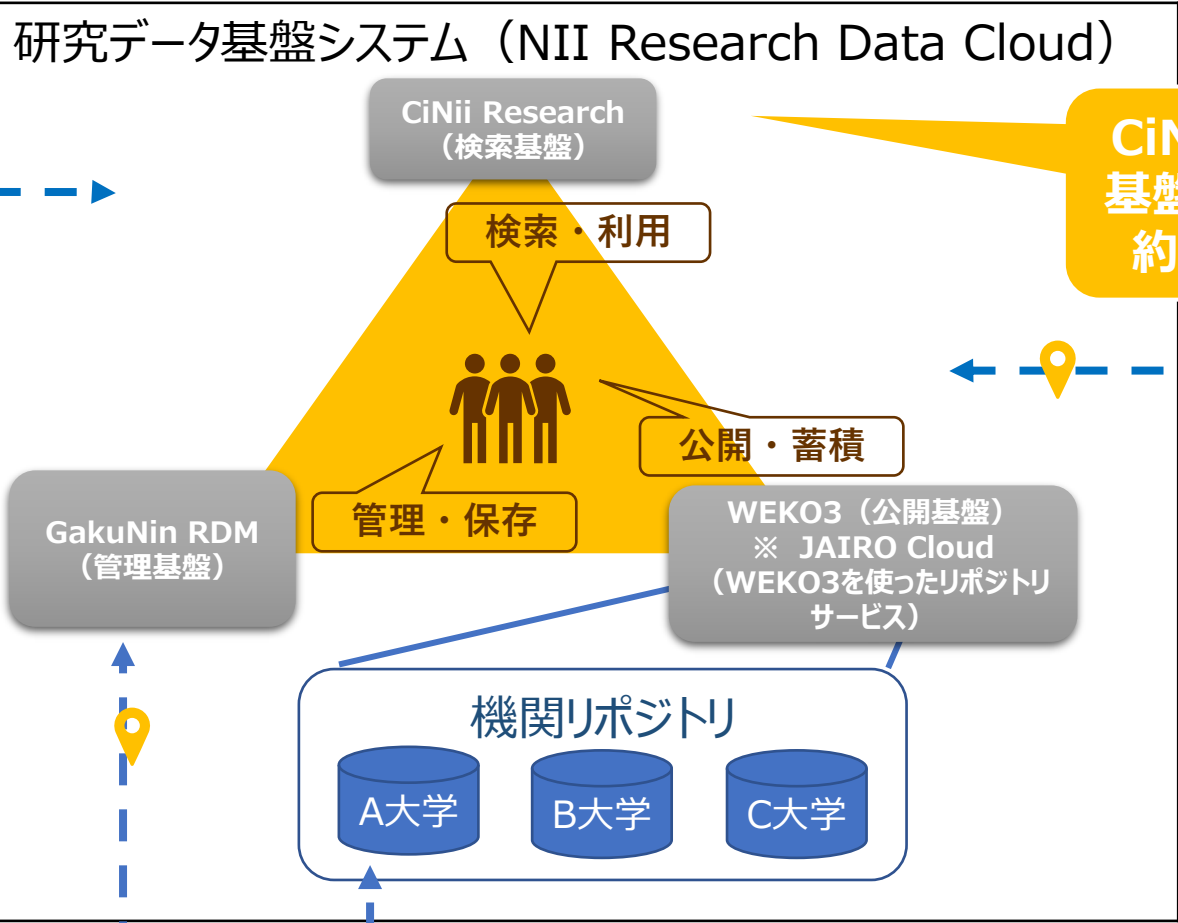 研究データ基盤システム（NII Research Data Cloud）
CiNii Research
（検索基盤）
検索・利用
公開・蓄積
管理・保存
GakuNin RDM
（管理基盤）
WEKO3（公開基盤）
※ JAIRO Cloud
（WEKO3を使ったリポジトリ
サービス）
機関リポジトリ
A大学
B大学
C大学
基盤
約